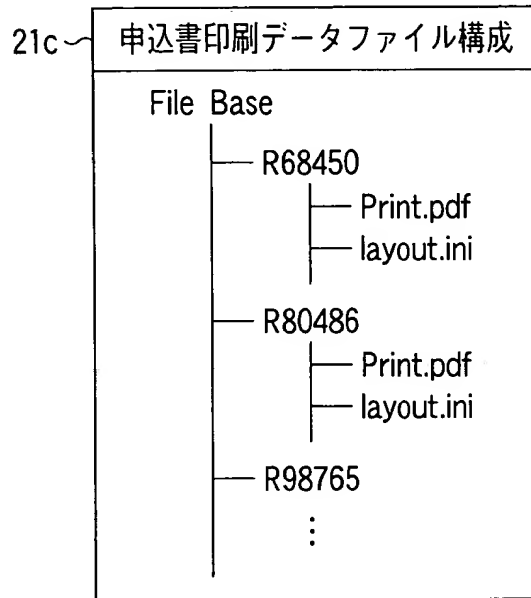 21c
申込書印刷データファイル構成
File Base
R68450
Print.pdf
layout.ini
R80486
Print.pdf
layout.ini
R98765
⋮